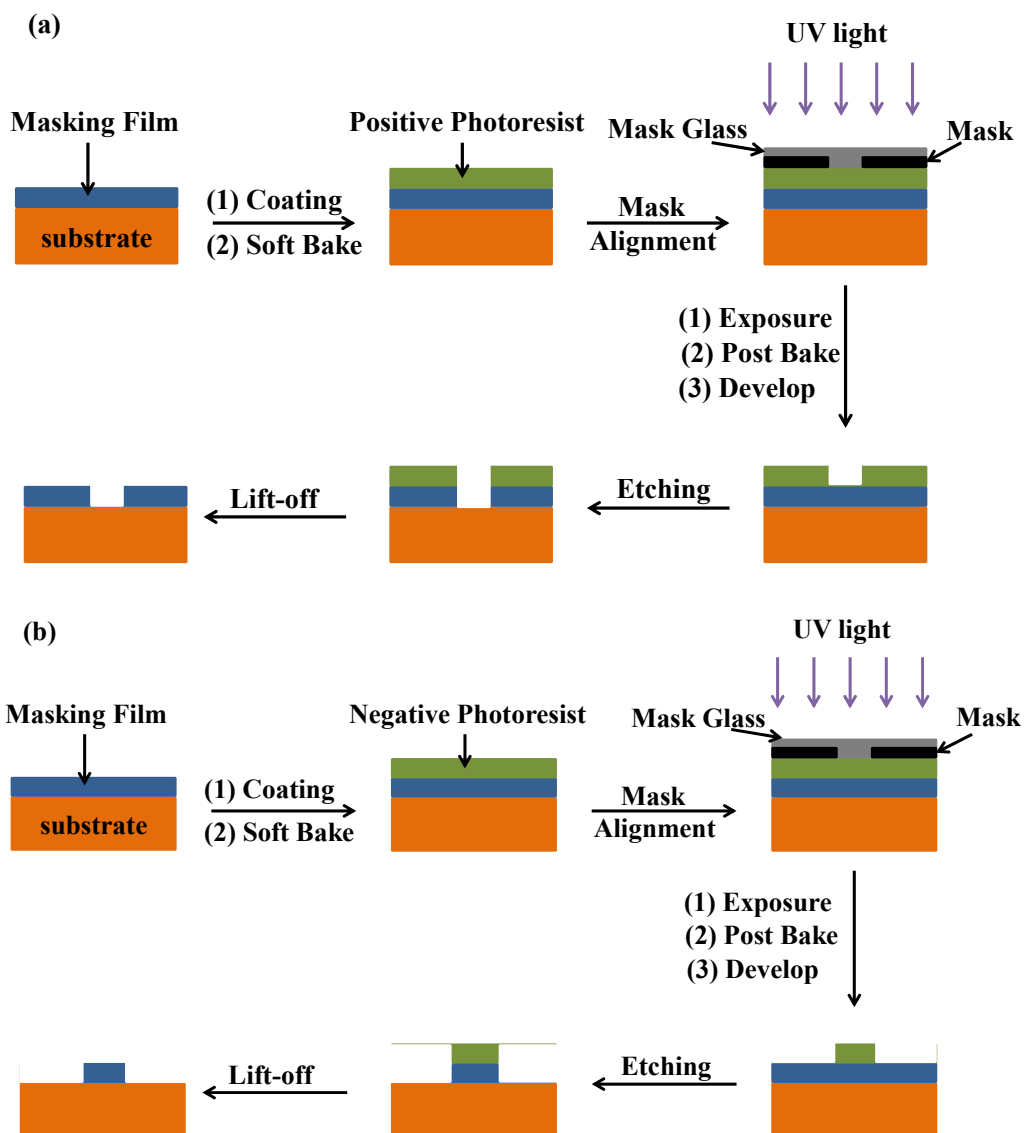 (a)
UV light
Masking Film
Positive Photoresist
Mask Glass
Mask
substrate
(1) Coating
(2) Soft Bake
Mask
Alignment
(1) Exposure
(2) Post Bake
(3) Develop
Lift-off
Etching
(b)
UV light
Masking Film
Negative Photoresist
Mask Glass
Mask
substrate
(1) Coating
(2) Soft Bake
Mask
Alignment
(1) Exposure
(2) Post Bake
(3) Develop
Lift-off
Etching